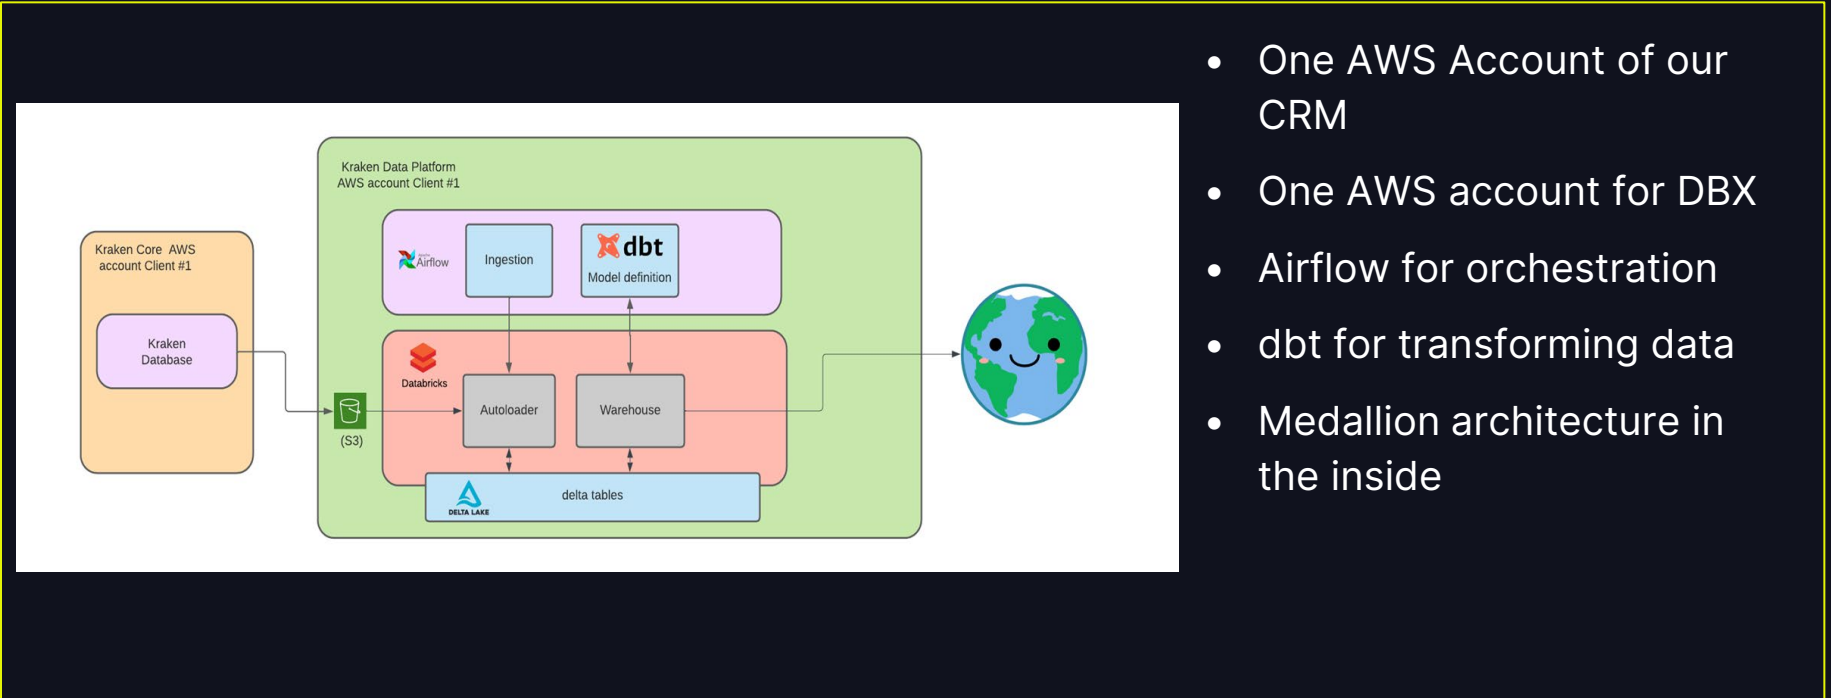 Kraken Data Platform
AWS account Client #1
Kraken Core AWS
account Client #1
Kraken
Database
(S3)
Airflow
Ingestion
dbt
Model definition
Databricks
Autoloader
Warehouse
DELTA LAKE
delta tables
• One AWS Account of our
CRM
• One AWS account for DBX
• Airflow for orchestration
• dbt for transforming data
• Medallion architecture in
the inside